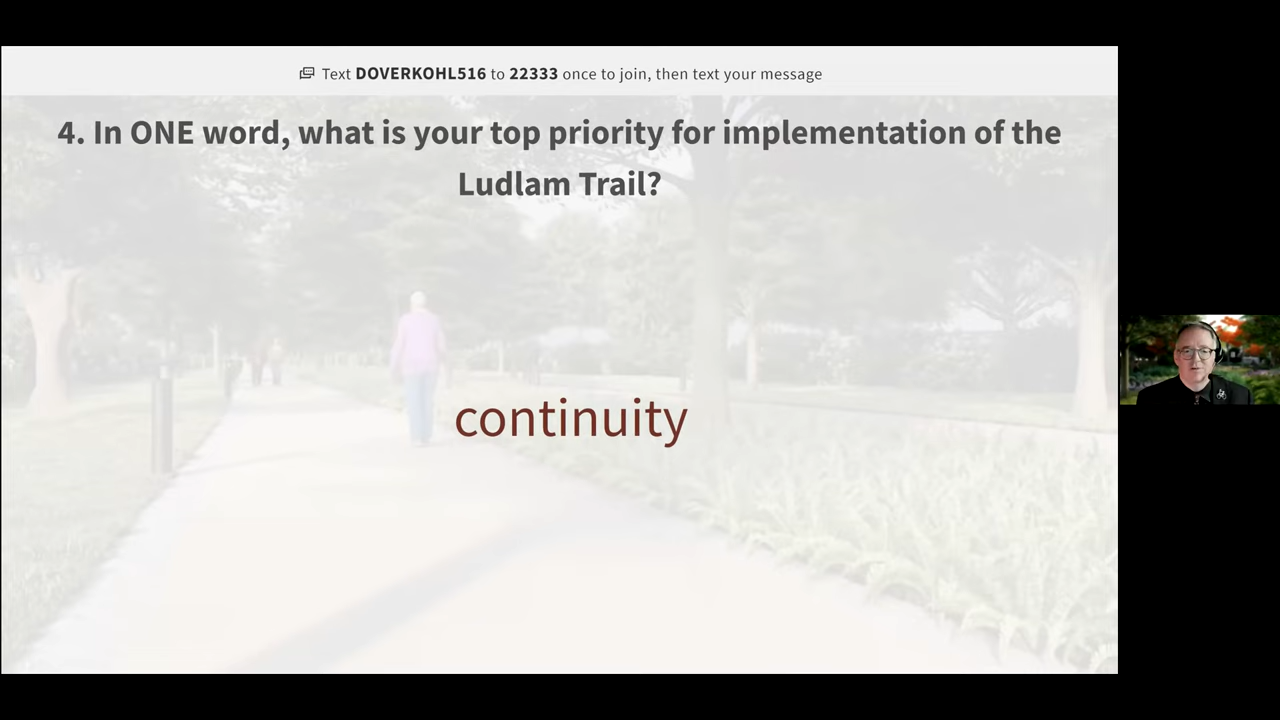 Text DOVERKOHL516 to 22333 once to join, then text your message
4. In ONE word, what is your top priority for implementation of the
Ludlam Trail?
continuity